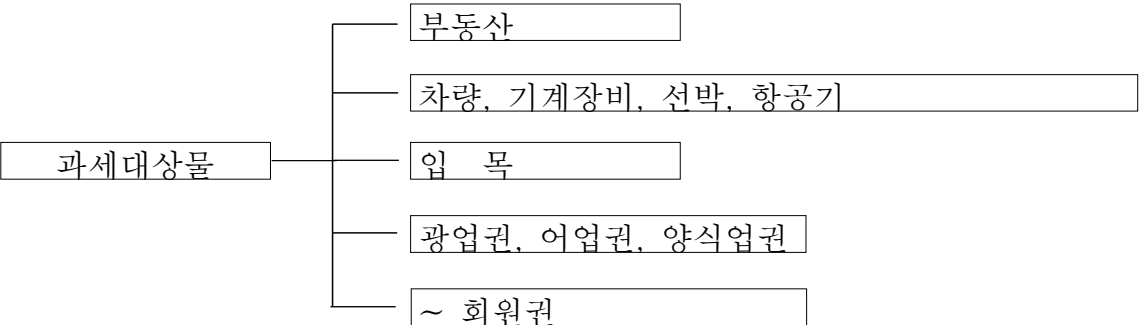 부동산
차량, 기계장비, 선박, 항공기
과세대상물
입 목
광업권, 어업권, 양식업권
~ 회원권